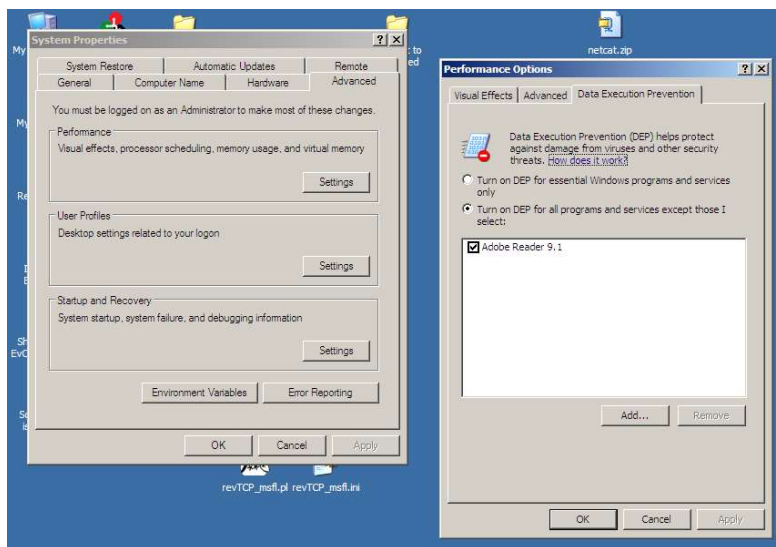 System Properties
System Restore
Automatic Updates
Remote
General
Computer Name
Hardware
Advanced
You must be logged on as an Administrator to make most of these changes.
Performance
Visual effects, processor scheduling, memory usage, and virtual memory
Settings
User Profiles
Desktop settings related to your logon
Settings
Startup and Recovery
System startup, system failure, and debugging information
Settings
Environment Variables
Error Reporting
OK
Cancel
Apply
My
to
ed
My
Re
revTCP_msfl.pl
revTCP_msfl.ini
netcat.zip
Performance Options
Visual Effects
Advanced
Data Execution Prevention
Data Execution Prevention (DEP) helps protect
against damage from viruses and other security
threats. How does it work?
Turn on DEP for essential Windows programs and services
only
Turn on DEP for all programs and services except those I
select:
Adobe Reader 9.1
Add...
Remove
OK
Cancel
Apply